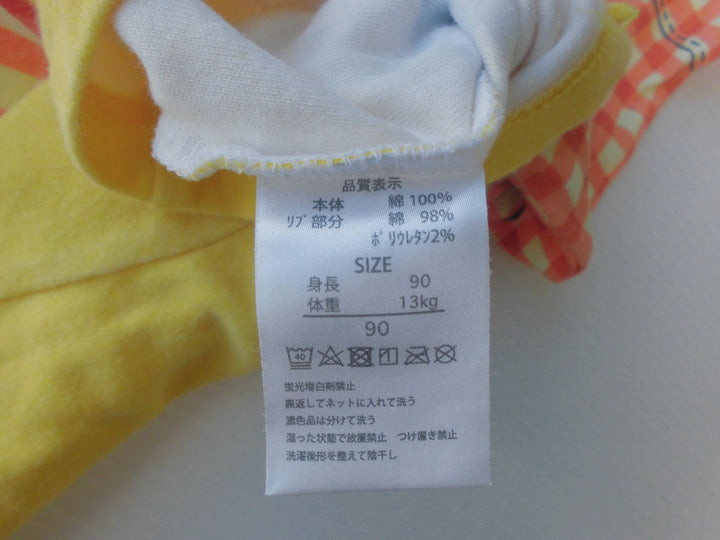 品質表示
本体 綿 100%
ﾘﾌﾞ部分 綿 98%
ﾎﾟﾘｳﾚﾀﾝ2%
SIZE
身長 90
体重 13kg
90
40
蛍光増白剤禁止
裏返してネットに入れて洗う
濃色品は分けて洗う
湿った状態で放置禁止 つけ置き禁止
洗濯後形を整えて陰干し